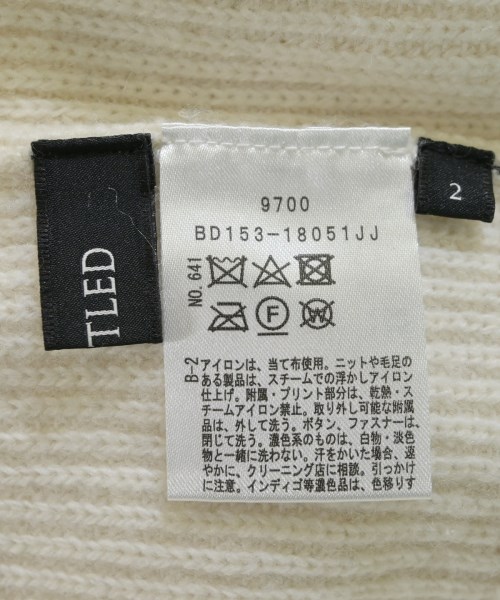 TLED
2
9700
BD153-18051JJ
NO.641
F
W
B-2
アイロンは、当て布使用。ニットや毛足の
ある製品は、スチームでの浮かしアイロン
仕上げ。附属・プリント部分は、乾熱・ス
チームアイロン禁止。取り外し可能な附属
品は、外して洗う。ボタン、ファスナーは、
閉じて洗う。濃色系のものは、白物・淡色
物と一緒に洗わない。汗をかいた場合、速
やかに、クリーニング店に相談。引っかけ
に注意。インディゴ等濃色品は、色移りす